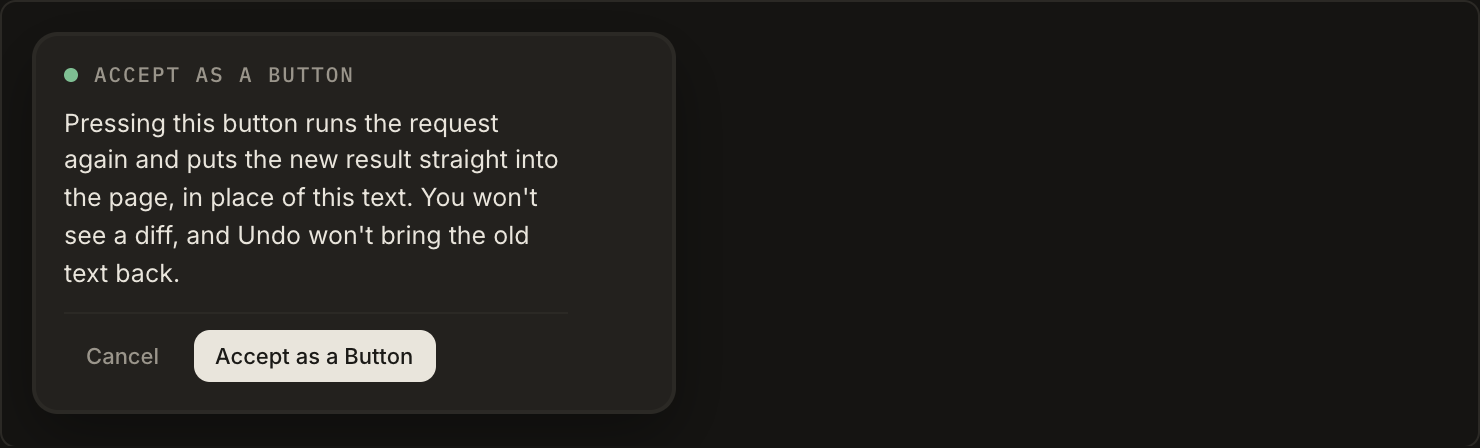 ACCEPT AS A BUTTON
Pressing this button runs the request
again and puts the new result straight into
the page, in place of this text. You won't
see a diff, and Undo won't bring the old
text back.
Cancel
Accept as a Button